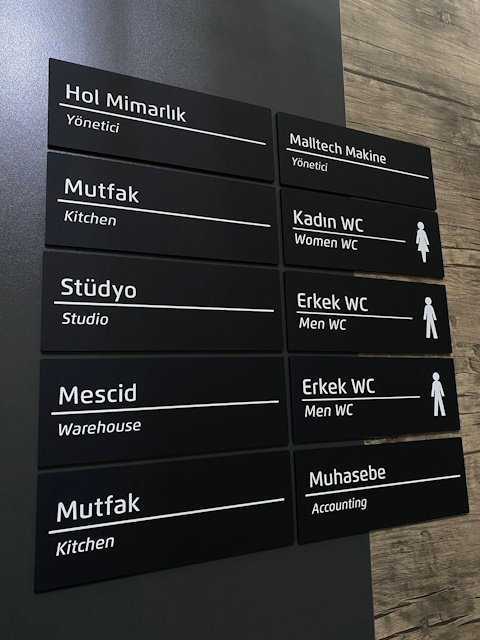 Hol Mimarlık
Yönetici
Mutfak
Kitchen
Stüdyo
Studio
Mescid
Warehouse
Mutfak
Kitchen
Malltech Makine
Yönetici
Kadın WC
Women WC
Erkek WC
Men WC
Erkek WC
Men WC
Muhasebe
Accounting